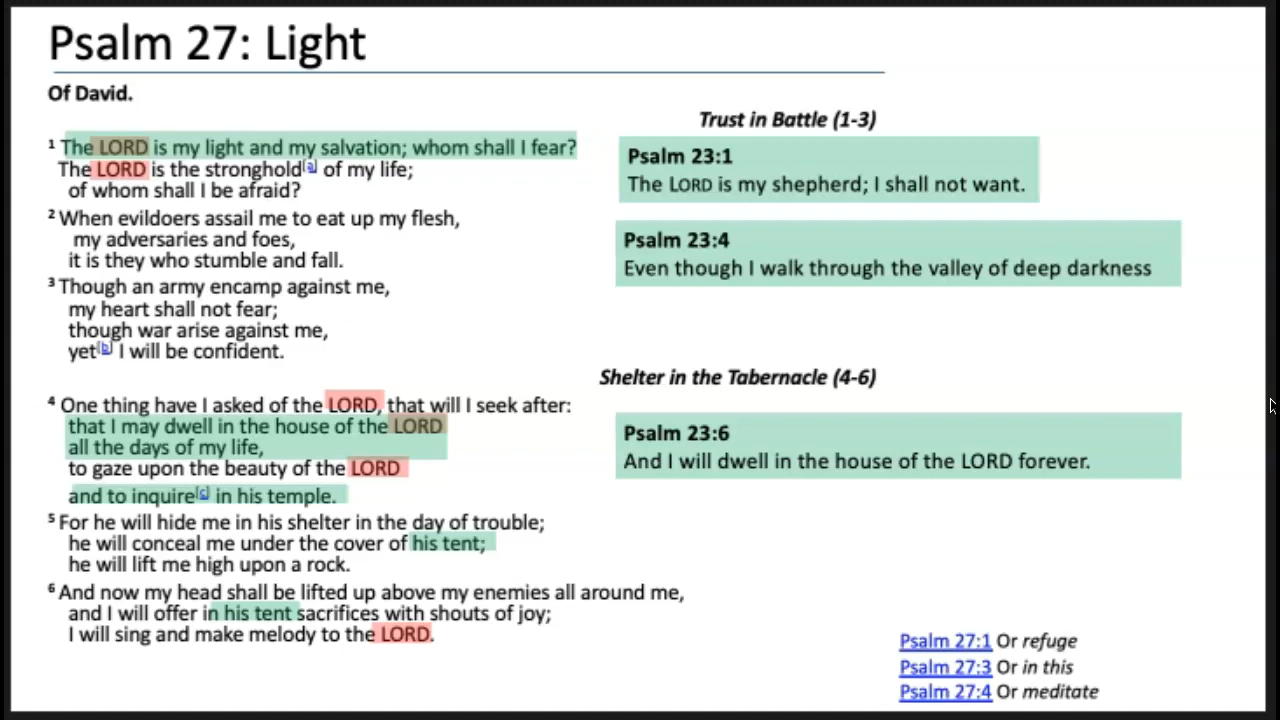 Psalm 27: Light
Of David.
1 The LORD is my light and my salvation; whom shall I fear?
The LORD is the stronghold[a] of my life;
of whom shall I be afraid?
2 When evildoers assail me to eat up my flesh,
my adversaries and foes,
it is they who stumble and fall.
3 Though an army encamp against me,
my heart shall not fear;
though war arise against me,
yet[b] I will be confident.
4 One thing have I asked of the LORD, that will I seek after:
that I may dwell in the house of the LORD
all the days of my life,
to gaze upon the beauty of the LORD
and to inquire[c] in his temple.
5 For he will hide me in his shelter in the day of trouble;
he will conceal me under the cover of his tent;
he will lift me high upon a rock.
6 And now my head shall be lifted up above my enemies all around me,
and I will offer in his tent sacrifices with shouts of joy;
I will sing and make melody to the LORD.
Trust in Battle (1-3)
Psalm 23:1
The LORD is my shepherd; I shall not want.
Psalm 23:4
Even though I walk through the valley of deep darkness
Shelter in the Tabernacle (4-6)
Psalm 23:6
And I will dwell in the house of the LORD forever.
Psalm 27:1 Or refuge
Psalm 27:3 Or in this
Psalm 27:4 Or meditate